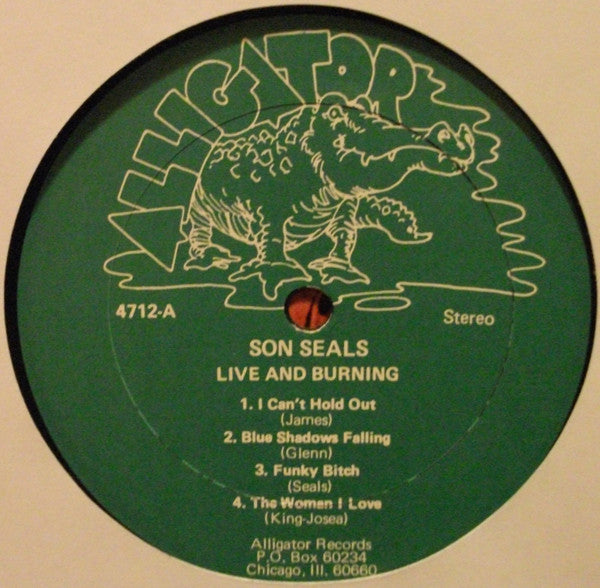 ALLIGATOR
4712-A
Stereo
SON SEALS
LIVE AND BURNING
1. I Can't Hold Out
(James)
2. Blue Shadows Falling
(Glenn)
3. Funky Bitch
(Seals)
4. The Woman I Love
(King-Josea)
Alligator Records
P.O. Box 60234
Chicago, Ill. 60660